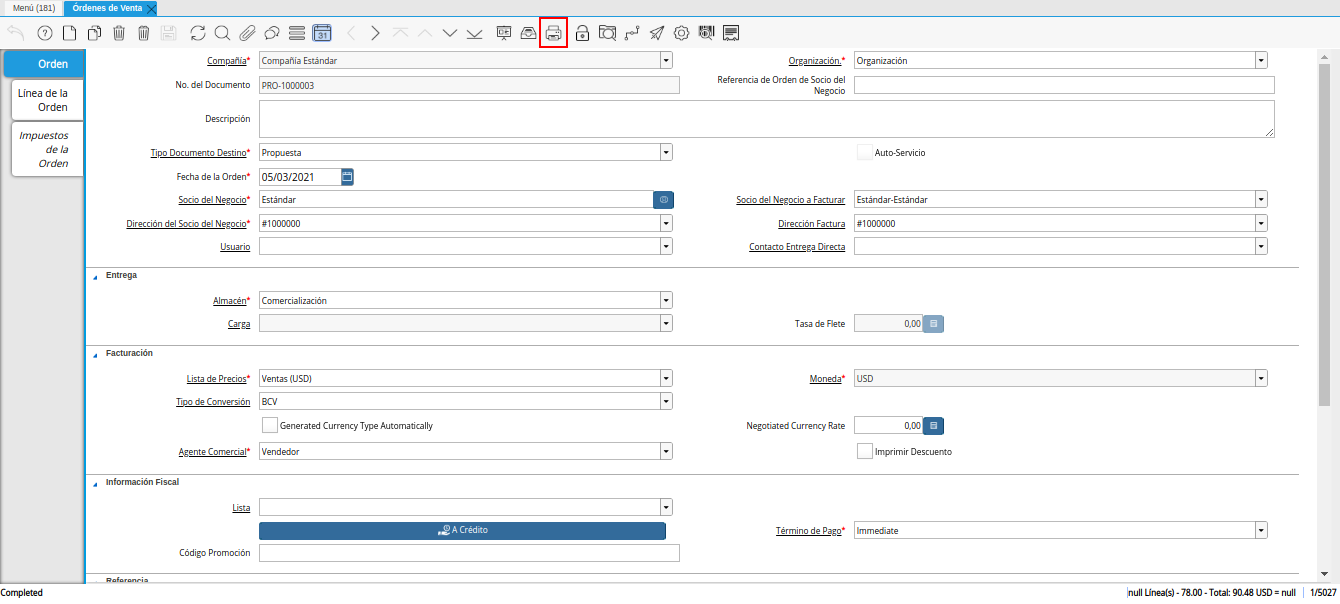 Menú (181)
Órdenes de Venta
31
Orden
Línea de la
Orden
Impuestos
de la
Orden
Compañía*
Compañía Estándar
Organización.*
Organización
No. del Documento
PRO-1000003
Referencia de Orden de Socio del
Negocio
Descripción
Tipo Documento Destino*
Propuesta
Auto-Servicio
Fecha de la Orden*
05/03/2021
Socio del Negocio*
Estándar
Socio del Negocio a Facturar
Estándar-Estándar
Dirección del Socio del Negocio*
#1000000
Dirección Factura
#1000000
Usuario
Contacto Entrega Directa
Entrega
Almacén*
Comercialización
Carga
Tasa de Flete
0,00
Facturación
Lista de Precios*
Ventas (USD)
Moneda*
USD
Tipo de Conversión
BCV
Generated Currency Type Automatically
Negotiated Currency Rate
0,00
Agente Comercial*
Vendedor
Imprimir Descuento
Información Fiscal
Lista
A Crédito
Término de Pago*
Immediate
Código Promoción
Referencia
Completed
null Línea(s) - 78.00 - Total: 90.48 USD = null
1/5027